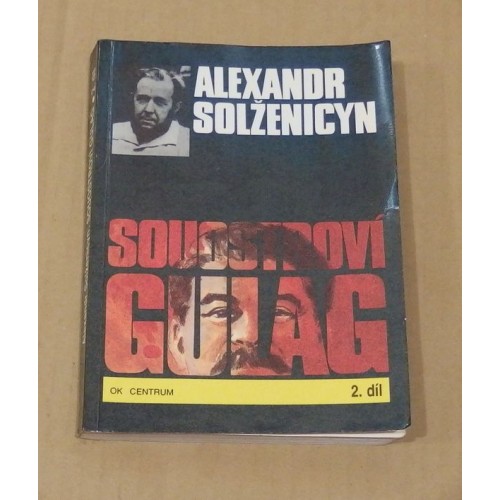 ALEXANDR
SOLŽENICYN
SOUOSTROVÍ
GULAG
OK CENTRUM
2. díl